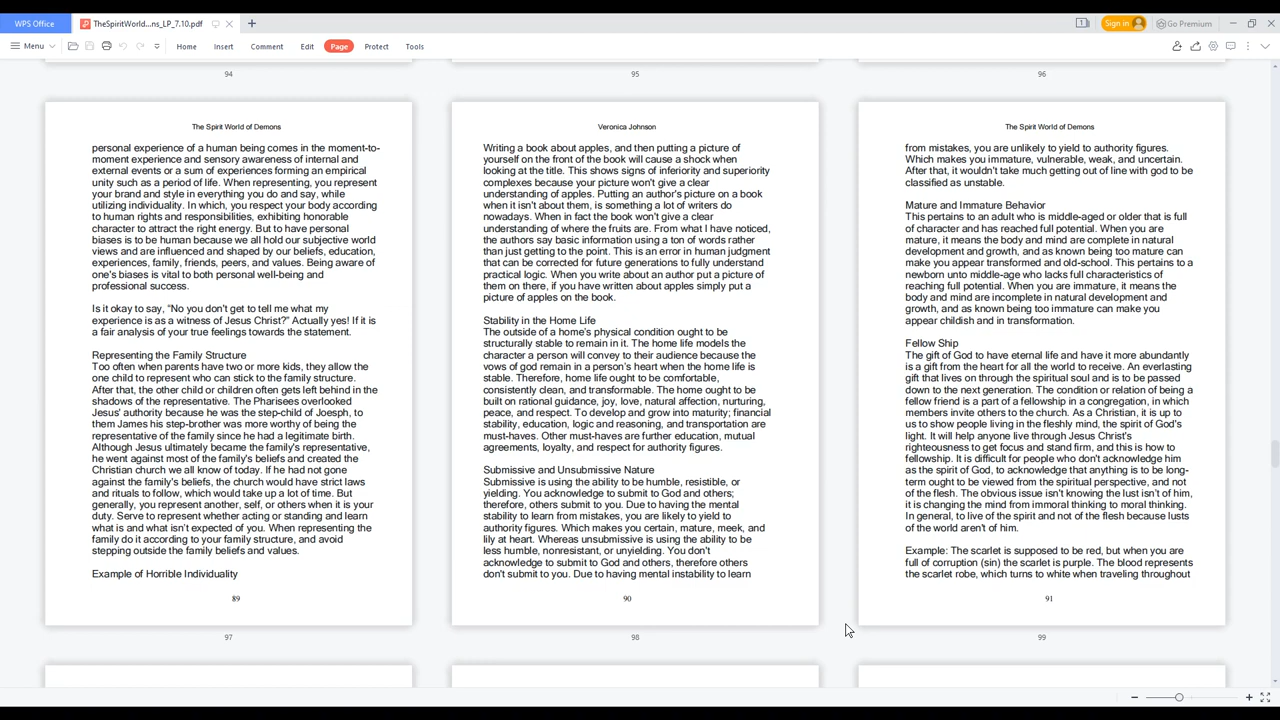 WPS Office
TheSpiritWorld...ns_LP_7.10.pdf
1
Sign in
Go Premium
Menu
Home
Insert
Comment
Edit
Page
Protect
Tools
94
95
96
The Spirit World of Demons
personal experience of a human being comes in the moment-to-
moment experience and sensory awareness of internal and
external events or a sum of experiences forming an empirical
unity such as a period of life. When representing, you represent
your brand and style in everything you do and say, while
utilizing individuality. In which, you respect your body according
to human rights and responsibilities, exhibiting honorable
character to attract the right energy. But to have personal
biases is to be human because we all hold our subjective world
views and are influenced and shaped by our beliefs, education,
experiences, family, friends, peers, and values. Being aware of
one's biases is vital to both personal well-being and
professional success.
Is it okay to say, "No you don't get to tell me what my
experience is as a witness of Jesus Christ?" Actually yes! If it is
a fair analysis of your true feelings towards the statement.
Representing the Family Structure
Too often when parents have two or more kids, they allow the
one child to represent who can stick to the family structure.
After that, the other child or children often gets left behind in the
shadows of the representative. The Pharisees overlooked
Jesus' authority because he was the step-child of Joesph, to
them James his step-brother was more worthy of being the
representative of the family since he had a legitimate birth.
Although Jesus ultimately became the family's representative,
he went against most of the family's beliefs and created the
Christian church we all know of today. If he had not gone
against the family's beliefs, the church would have strict laws
and rituals to follow, which would take up a lot of time. But
generally, you represent another, self, or others when it is your
duty. Serve to represent whether acting or standing and learn
what is and what isn't expected of you. When representing the
family do it according to your family structure, and avoid
stepping outside the family beliefs and values.
Example of Horrible Individuality
89
97
Veronica Johnson
Writing a book about apples, and then putting a picture of
yourself on the front of the book will cause a shock when
looking at the title. This shows signs of inferiority and superiority
complexes because your picture won't give a clear
understanding of apples. Putting an author's picture on a book
when it isn't about them, is something a lot of writers do
nowadays. When in fact the book won't give a clear
understanding of where the fruits are. From what I have noticed,
the authors say basic information using a ton of words rather
than just getting to the point. This is an error in human judgment
that can be corrected for future generations to fully understand
practical logic. When you write about an author put a picture of
them on there, if you have written about apples simply put a
picture of apples on the book.
Stability in the Home Life
The outside of a home's physical condition ought to be
structurally stable to remain in it. The home life models the
character a person will convey to their audience because the
vows of god remain in a person's heart when the home life is
stable. Therefore, home life ought to be comfortable,
consistently clean, and transformable. The home ought to be
built on rational guidance, joy, love, natural affection, nurturing,
peace, and respect. To develop and grow into maturity; financial
stability, education, logic and reasoning, and transportation are
must-haves. Other must-haves are further education, mutual
agreements, loyalty, and respect for authority figures.
Submissive and Unsubmissive Nature
Submissive is using the ability to be humble, resistible, or
yielding. You acknowledge to submit to God and others;
therefore, others submit to you. Due to having the mental
stability to learn from mistakes, you are likely to yield to
authority figures. Which makes you certain, mature, meek, and
lily at heart. Whereas unsubmissive is using the ability to be
less humble, nonresistant, or unyielding. You don't
acknowledge to submit to God and others, therefore others
don't submit to you. Due to having mental instability to learn
90
98
The Spirit World of Demons
from mistakes, you are unlikely to yield to authority figures.
Which makes you immature, vulnerable, weak, and uncertain.
After that, it wouldn't take much getting out of line with god to be
classified as unstable.
Mature and Immature Behavior
This pertains to an adult who is middle-aged or older that is full
of character and has reached full potential. When you are
mature, it means the body and mind are complete in natural
development and growth, and as known being too mature can
make you appear transformed and old-school. This pertains to a
newborn unto middle-age who lacks full characteristics of
reaching full potential. When you are immature, it means the
body and mind are incomplete in natural development and
growth, and as known being too immature can make you
appear childish and in transformation.
Fellow Ship
The gift of God to have eternal life and have it more abundantly
is a gift from the heart for all the world to receive. An everlasting
gift that lives on through the spiritual soul and is to be passed
down to the next generation. The condition or relation of being a
fellow friend is a part of a fellowship in a congregation, in which
members invite others to the church. As a Christian, it is up to
us to show people living in the fleshly mind, the spirit of God's
light. It will help anyone live through Jesus Christ's
righteousness to get focus and stand firm, and this is how to
fellowship. It is difficult for people who don't acknowledge him
as the spirit of God, to acknowledge that anything is to be long-
term ought to be viewed from the spiritual perspective, and not
of the flesh. The obvious issue isn't knowing the lust isn't of him,
it is changing the mind from immoral thinking to moral thinking.
In general, to live of the spirit and not of the flesh because lusts
of the world aren't of him.
Example: The scarlet is supposed to be red, but when you are
full of corruption (sin) the scarlet is purple. The blood represents
the scarlet robe, which turns to white when traveling throughout
91
99